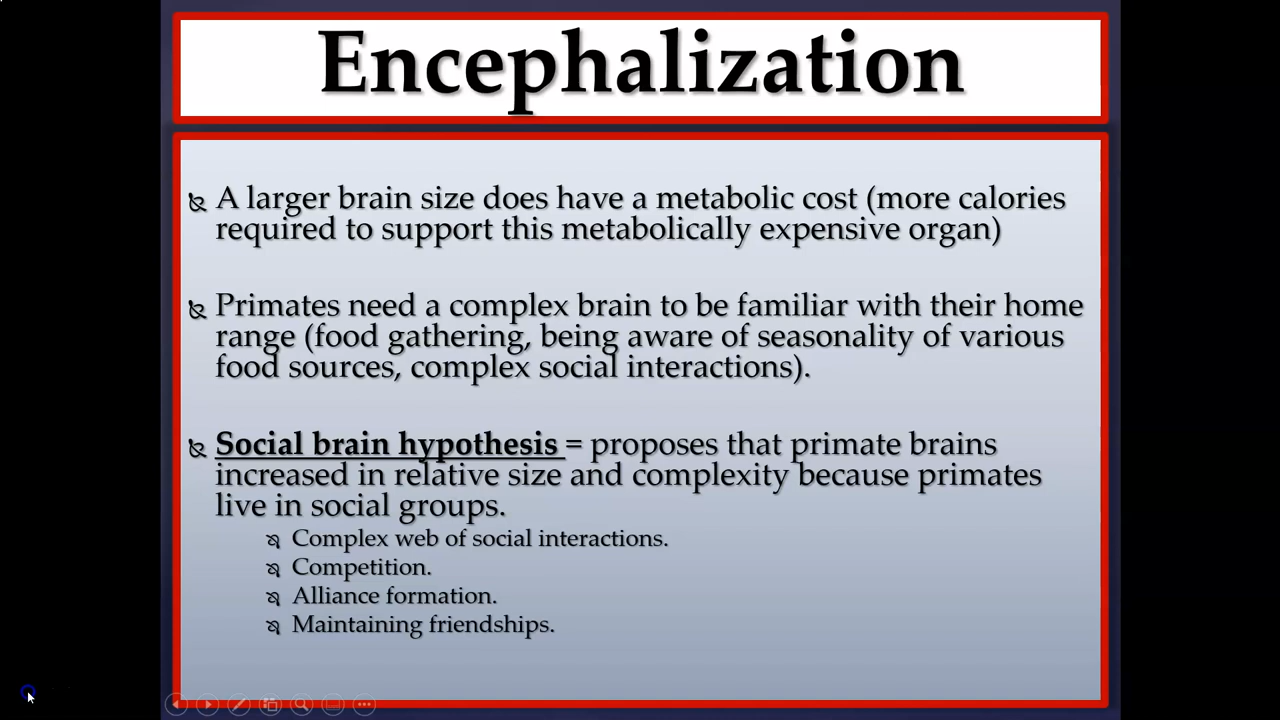 Encephalization
A larger brain size does have a metabolic cost (more calories
required to support this metabolically expensive organ)
Primates need a complex brain to be familiar with their home
range (food gathering, being aware of seasonality of various
food sources, complex social interactions).
Social brain hypothesis = proposes that primate brains
increased in relative size and complexity because primates
live in social groups.
Complex web of social interactions.
Competition.
Alliance formation.
Maintaining friendships.